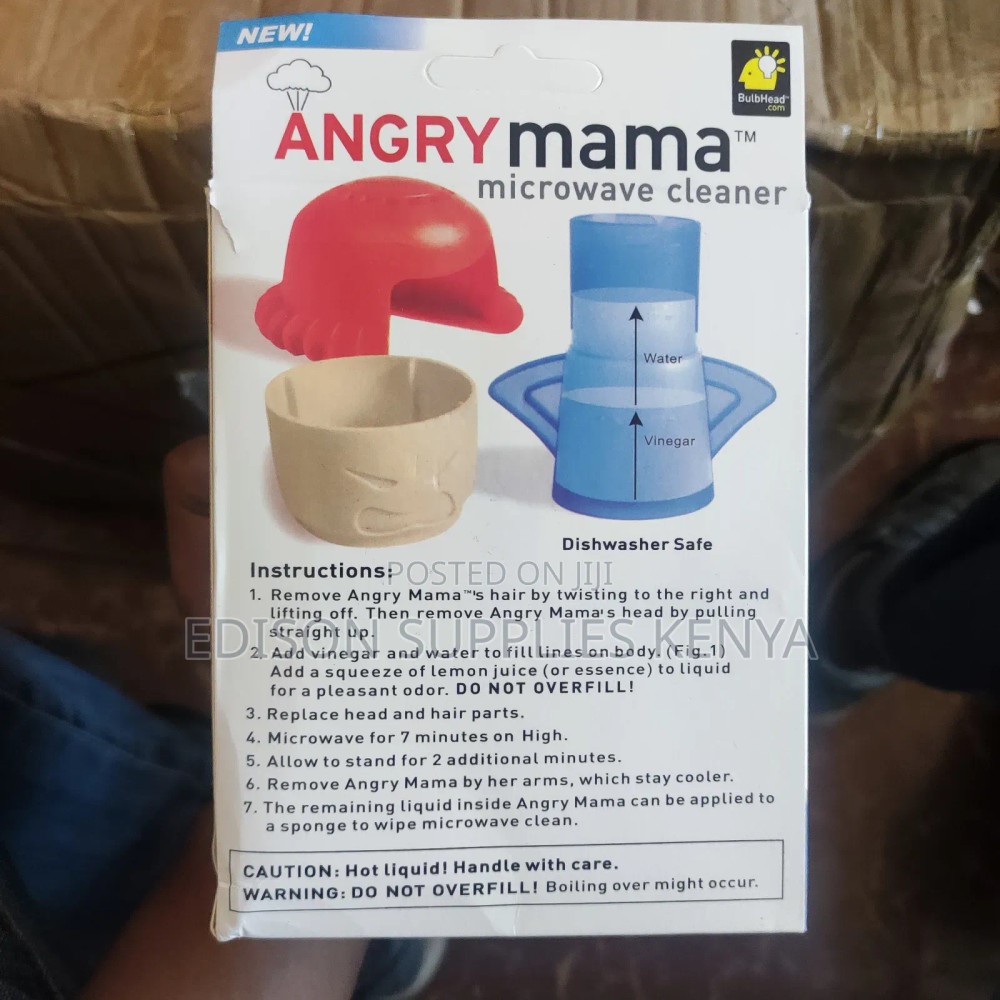 NEW!
BulbHead™
.com
ANGRY mama™
microwave cleaner
Water
Vinegar
Dishwasher Safe
Instructions:
POSTED ON JIJI
1. Remove Angry Mama™'s hair by twisting to the right and
lifting off. Then remove Angry Mama's head by pulling
straight up.
EDISON SUPPLIES KENYA
2. Add vinegar and water to fill lines on body. (Fig.1)
Add a squeeze of lemon juice (or essence) to liquid
for a pleasant odor. DO NOT OVERFILL!
3. Replace head and hair parts.
4. Microwave for 7 minutes on High.
5. Allow to stand for 2 additional minutes.
6. Remove Angry Mama by her arms, which stay cooler.
7. The remaining liquid inside Angry Mama can be applied to
a sponge to wipe microwave clean.
CAUTION: Hot liquid! Handle with care.
WARNING: DO NOT OVERFILL! Boiling over might occur.